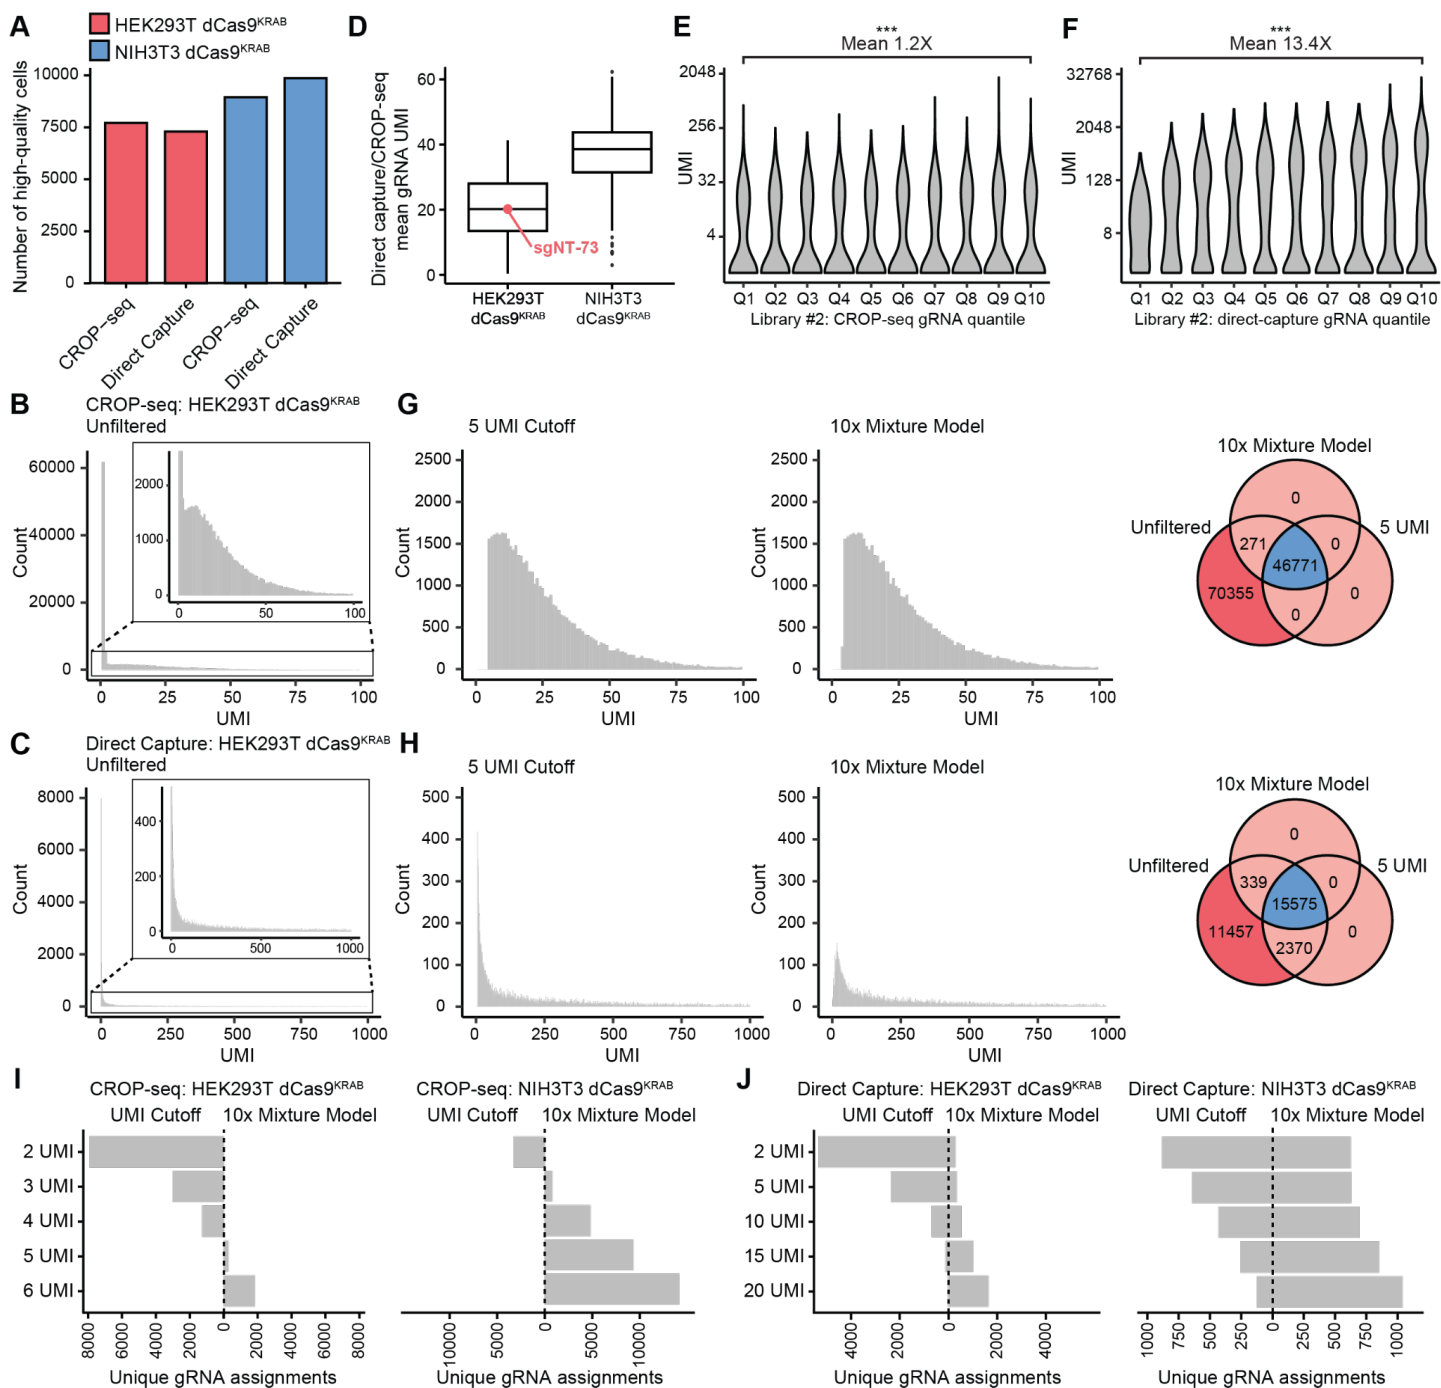 A
HEK293T dCas9KRAB
NIH3T3 dCas9KRAB
Number of high-quality cells
10000
7500
5000
2500
0
CROP-seq
Direct Capture
CROP-seq
Direct Capture
D
Direct capture/CROP-seq
mean gRNA UMI
60
40
20
0
sgNT-73
HEK293T
dCas9KRAB
NIH3T3
dCas9KRAB
E
***
Mean 1.2X
UMI
2048
256
32
4
Q1 Q2 Q3 Q4 Q5 Q6 Q7 Q8 Q9 Q10
Library #2: CROP-seq gRNA quantile
F
***
Mean 13.4X
UMI
32768
2048
128
8
Q1 Q2 Q3 Q4 Q5 Q6 Q7 Q8 Q9 Q10
Library #2: direct-capture gRNA quantile
B
CROP-seq: HEK293T dCas9KRAB
Unfiltered
Count
60000
40000
20000
0
2000
1000
0
0 50 100
0 25 50 75 100
UMI
G
5 UMI Cutoff
Count
2500
2000
1500
1000
500
0
0 25 50 75 100
UMI
10x Mixture Model
Count
2500
2000
1500
1000
500
0
0 25 50 75 100
UMI
10x Mixture Model
Unfiltered
5 UMI
0
271
0
46771
70355
0
0
C
Direct Capture: HEK293T dCas9KRAB
Unfiltered
Count
8000
6000
4000
2000
0
400
200
0
0 500 1000
0 250 500 750 1000
UMI
H
5 UMI Cutoff
Count
500
400
300
200
100
0
0 250 500 750 1000
UMI
10x Mixture Model
Count
500
400
300
200
100
0
0 250 500 750 1000
UMI
10x Mixture Model
Unfiltered
5 UMI
0
339
0
15575
11457
0
2370
I
CROP-seq: HEK293T dCas9KRAB
UMI Cutoff 10x Mixture Model
2 UMI
3 UMI
4 UMI
5 UMI
6 UMI
8000 6000 4000 2000 0 2000 4000 6000 8000
Unique gRNA assignments
CROP-seq: NIH3T3 dCas9KRAB
UMI Cutoff 10x Mixture Model
10000 5000 0 5000 10000
Unique gRNA assignments
J
Direct Capture: HEK293T dCas9KRAB
UMI Cutoff 10x Mixture Model
2 UMI
5 UMI
10 UMI
15 UMI
20 UMI
4000 2000 0 2000 4000
Unique gRNA assignments
Direct Capture: NIH3T3 dCas9KRAB
UMI Cutoff 10x Mixture Model
1000 750 500 250 0 250 500 750 1000
Unique gRNA assignments